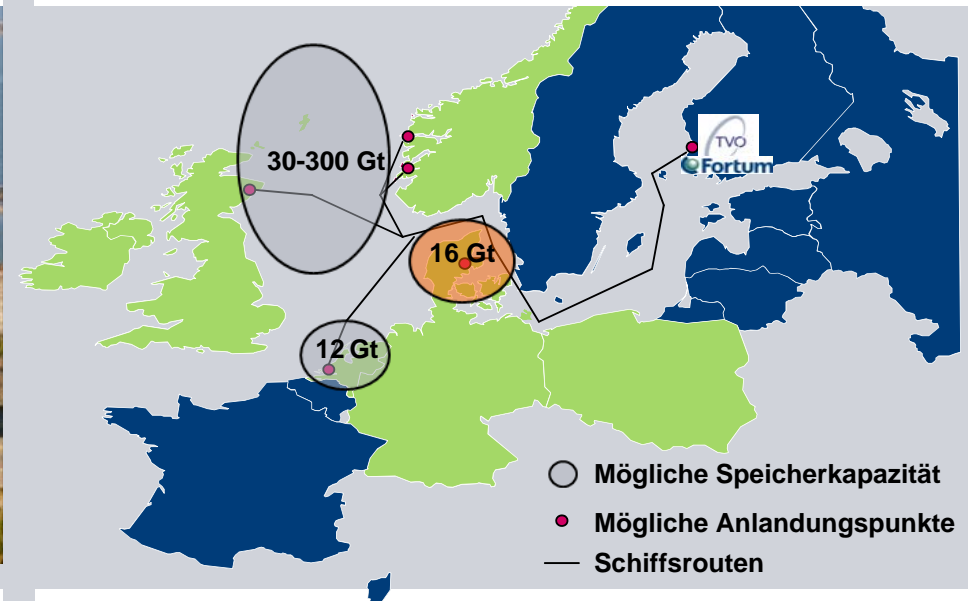 30-300 Gt
TVO
Fortum
16 Gt
12 Gt
Mögliche Speicherkapazität
Mögliche Anlandungspunkte
Schiffsrouten